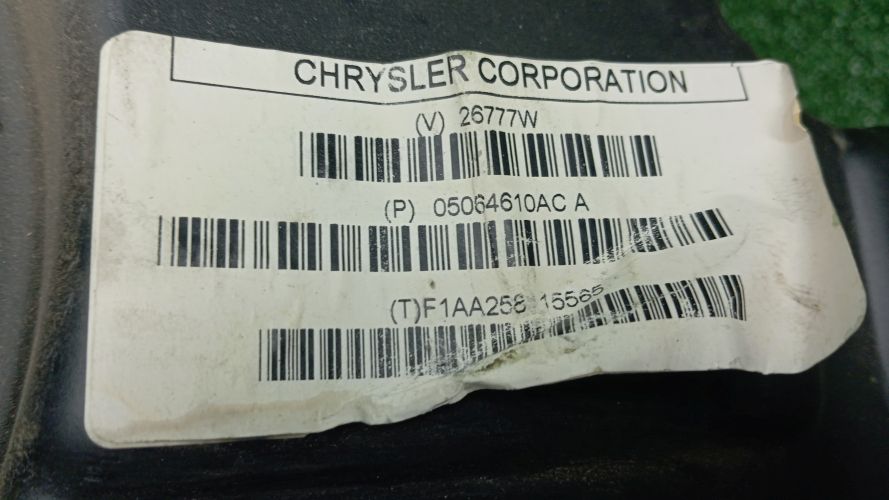 CHRYSLER CORPORATION
(V) 26777W
(P) 05064610AC A
(T)F1AA258 15565